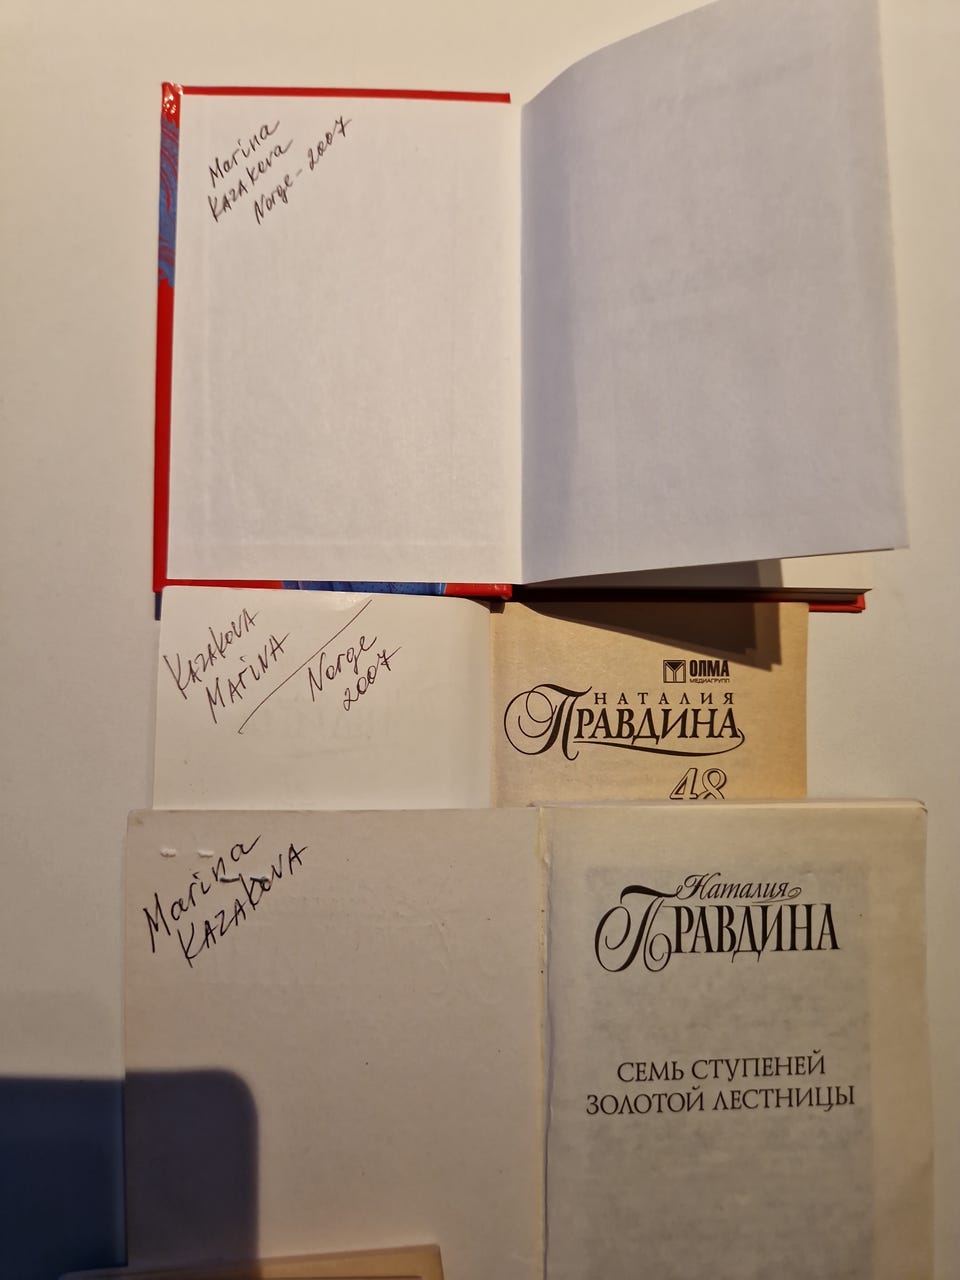 Marina
Kazakova
Norge - 2007
Kazakova
Marina
Norge
2007
ОЛМА
МЕДИАГРУПП
НАТАЛИЯ
ПРАВДИНА
48
Marina
Kazakova
Наталия
ПРАВДИНА
СЕМЬ СТУПЕНЕЙ
ЗОЛОТОЙ ЛЕСТНИЦЫ